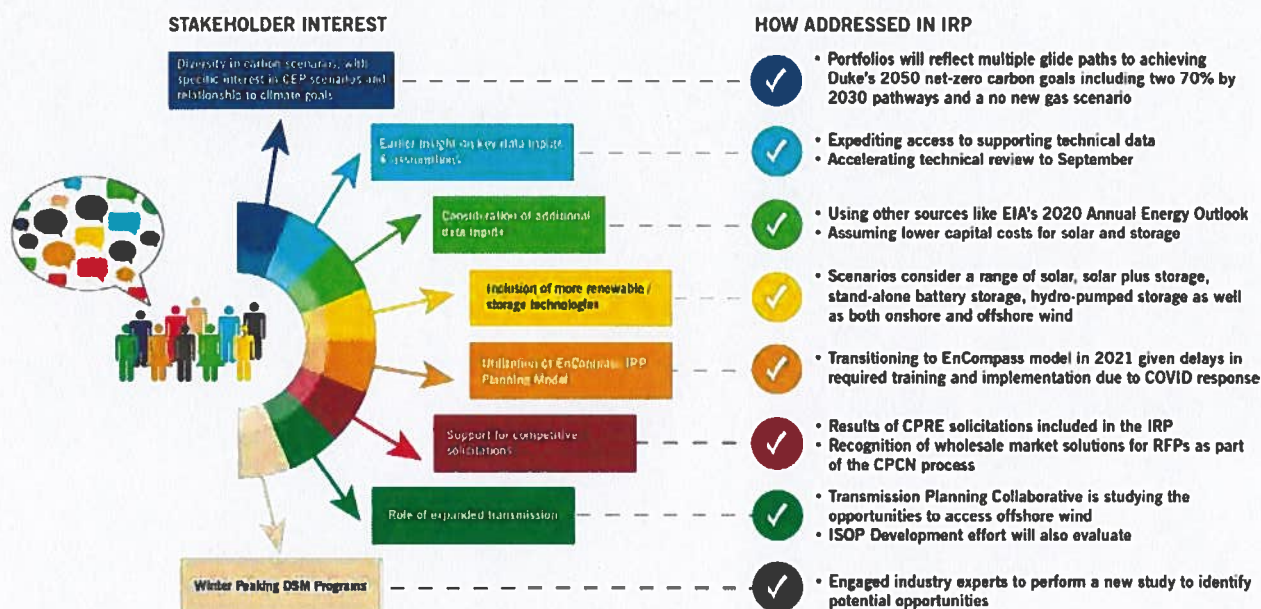 STAKEHOLDER INTEREST
HOW ADDRESSED IN IRP
Diversity in carbon scenarios, with
specific interest in CEP scenarios and
relationship to climate goals
• Portfolios will reflect multiple glide paths to achieving
Duke's 2050 net-zero carbon goals including two 70% by
2030 pathways and a no new gas scenario
Earlier insight on key data inputs
& assumptions
• Expediting access to supporting technical data
• Accelerating technical review to September
Consideration of additional
data inputs
• Using other sources like EIA's 2020 Annual Energy Outlook
• Assuming lower capital costs for solar and storage
Inclusion of more renewable /
storage technologies
• Scenarios consider a range of solar, solar plus storage,
stand-alone battery storage, hydro-pumped storage as well
as both onshore and offshore wind
Utilization of EnCompass IRP
Planning Model
• Transitioning to EnCompass model in 2021 given delays in
required training and implementation due to COVID response
Support for competitive
solicitations
• Results of CPRE solicitations included in the IRP
• Recognition of wholesale market solutions for RFPs as part
of the CPCN process
Role of expanded transmission
• Transmission Planning Collaborative is studying the
opportunities to access offshore wind
• ISOP Development effort will also evaluate
Winter Peaking DSM Programs
• Engaged industry experts to perform a new study to identify
potential opportunities